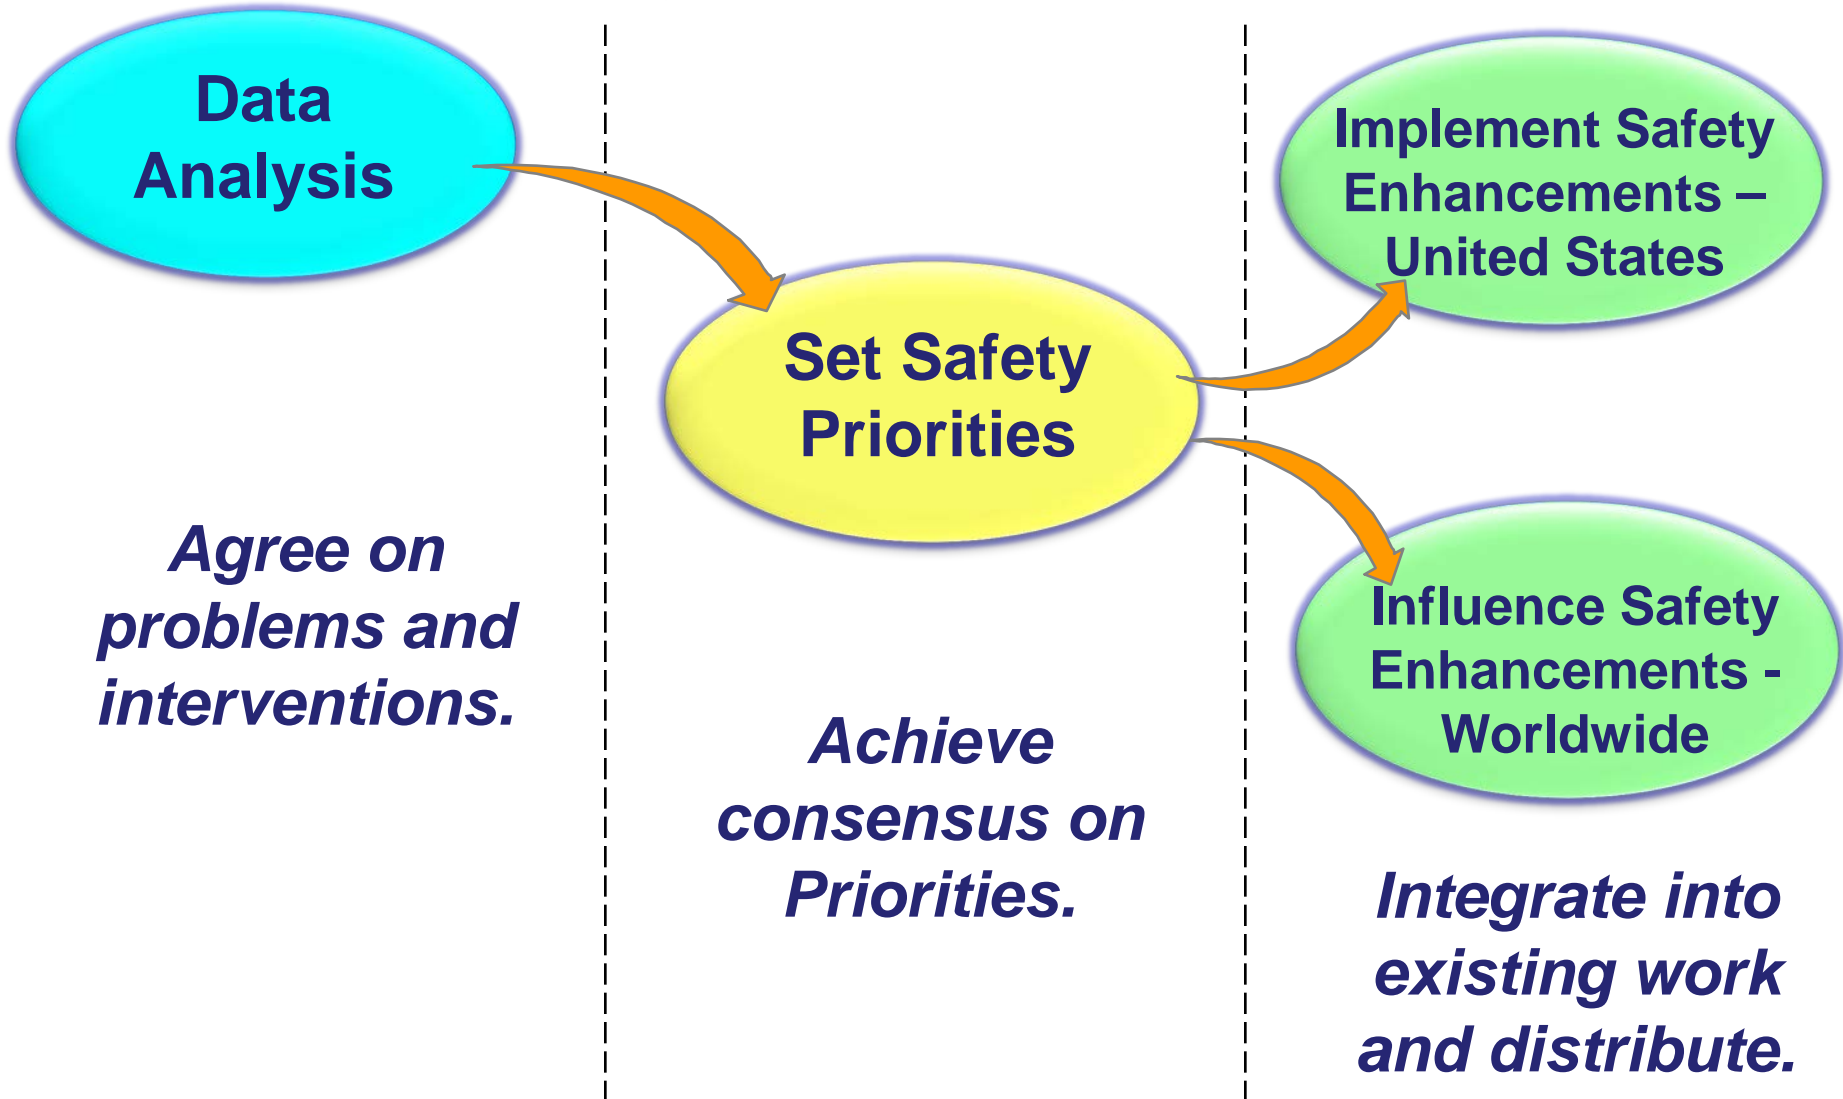 Data
Analysis
Agree on
problems and
interventions.
Set Safety
Priorities
Achieve
consensus on
Priorities.
Implement Safety
Enhancements –
United States
Influence Safety
Enhancements -
Worldwide
Integrate into
existing work
and distribute.